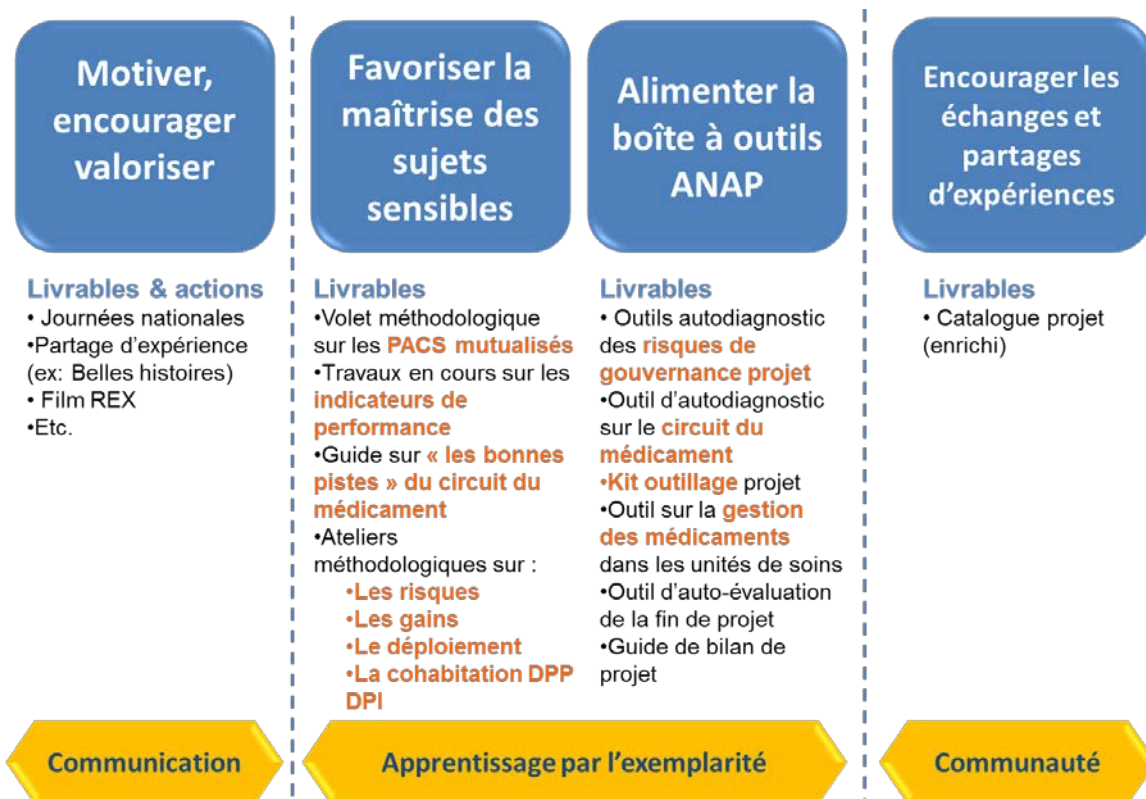 Motiver,
encourager
valoriser
Livrables & actions
• Journées nationales
•Partage d'expérience
(ex: Belles histoires)
• Film REX
•Etc.
Communication
Favoriser la
maîtrise des
sujets
sensibles
Livrables
•Volet méthodologique
sur les PACS mutualisés
•Travaux en cours sur les
indicateurs de
performance
•Guide sur « les bonnes
pistes » du circuit du
médicament
•Ateliers
méthodologiques sur :
•Les risques
•Les gains
•Le déploiement
•La cohabitation DPP
DPI
Alimenter la
boîte à outils
ANAP
Livrables
• Outils autodiagnostic
des risques de
gouvernance projet
•Outil d'autodiagnostic
sur le circuit du
médicament
•Kit outillage projet
•Outil sur la gestion
des médicaments
dans les unités de soins
•Outil d'auto-évaluation
de la fin de projet
•Guide de bilan de
projet
Apprentissage par l'exemplarité
Encourager les
échanges et
partages
d'expériences
Livrables
• Catalogue projet
(enrichi)
Communauté